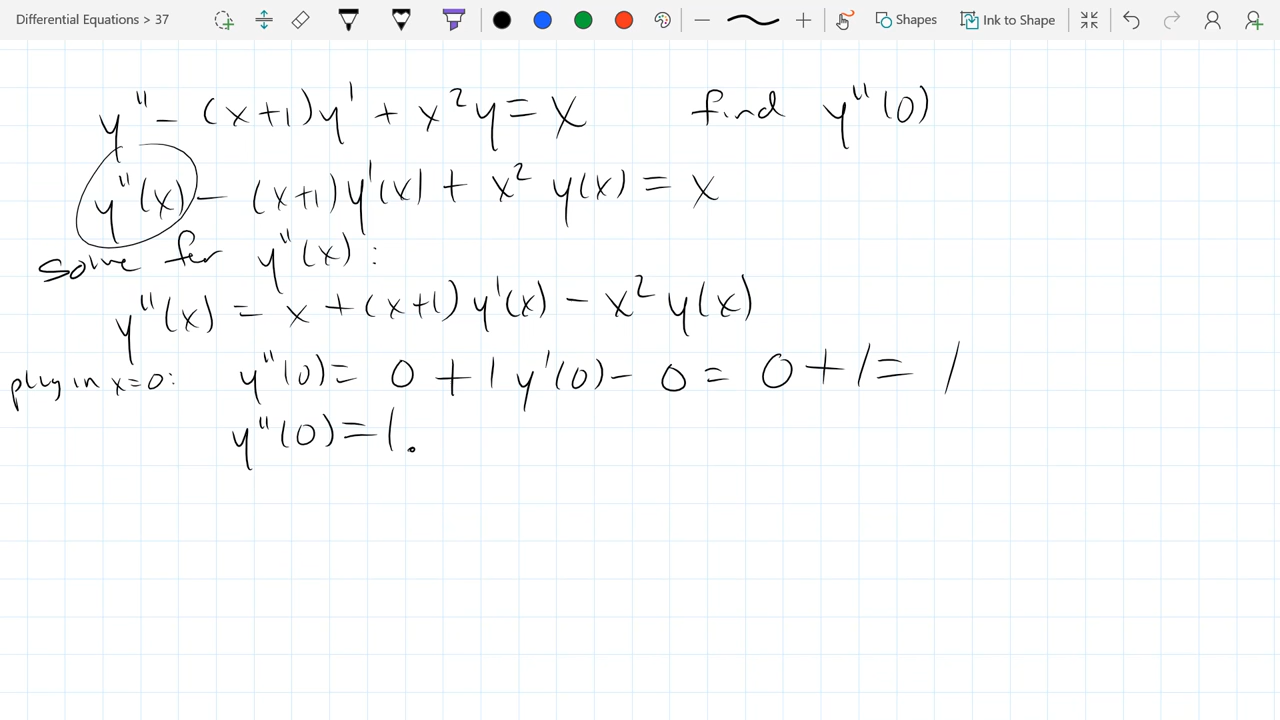 Differential Equations > 37
Shapes
Ink to Shape
y'' - (x+1)y' + x²y = x find y''(0)
y''(x) - (x+1)y'(x) + x² y(x) = x
solve for y''(x):
y''(x) = x + (x+1) y'(x) - x² y(x)
plug in x=0: y''(0) = 0 + 1 y'(0) - 0 = 0 + 1 = 1
y''(0) = 1.